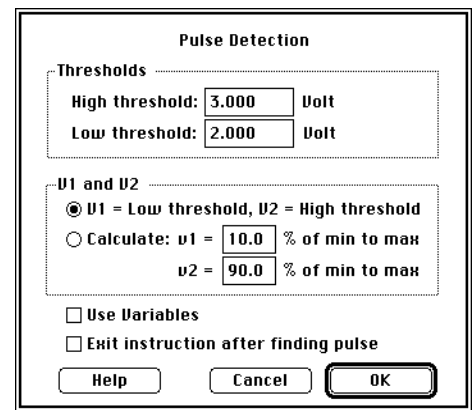 Pulse Detection
Thresholds
High threshold: 3.000 Volt
Low threshold: 2.000 Volt
V1 and V2
V1 = Low threshold, V2 = High threshold
Calculate: v1 = 10.0 % of min to max
v2 = 90.0 % of min to max
Use Variables
Exit instruction after finding pulse
Help Cancel OK